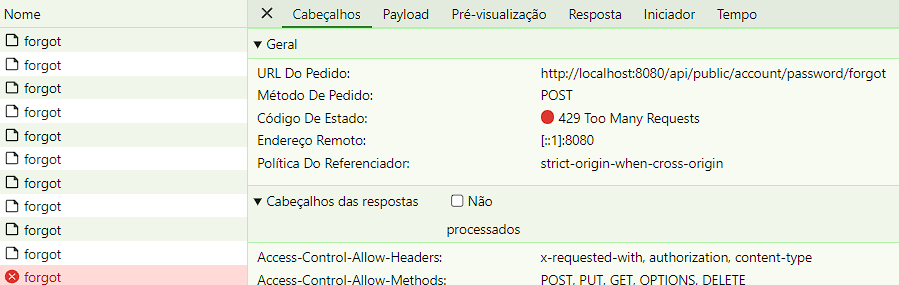 Nome
Cabeçalhos Payload Pré-visualização Resposta Iniciador Tempo
forgot
forgot
forgot
forgot
forgot
forgot
forgot
forgot
forgot
forgot
forgot
Geral
URL Do Pedido: http://localhost:8080/api/public/account/password/forgot
Método De Pedido: POST
Código De Estado: 429 Too Many Requests
Endereço Remoto: [::1]:8080
Política Do Referenciador: strict-origin-when-cross-origin
Cabeçalhos das respostas Não
processados
Access-Control-Allow-Headers: x-requested-with, authorization, content-type
Access-Control-Allow-Methods: POST, PUT, GET, OPTIONS, DELETE